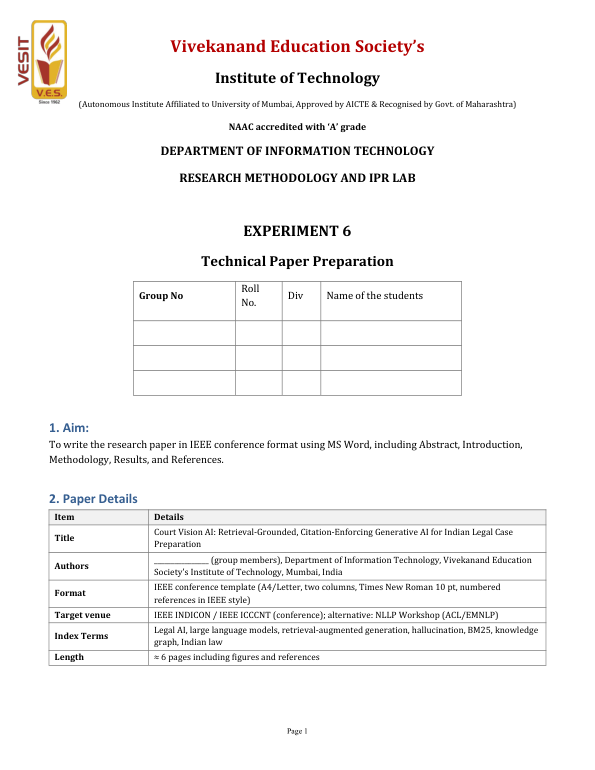 VESIT
V.E.S.
Since 1962
Vivekanand Education Society’s
Institute of Technology
(Autonomous Institute Affiliated to University of Mumbai, Approved by AICTE & Recognised by Govt. of Maharashtra)
NAAC accredited with ‘A’ grade
DEPARTMENT OF INFORMATION TECHNOLOGY
RESEARCH METHODOLOGY AND IPR LAB
EXPERIMENT 6
Technical Paper Preparation
Group No
Roll
No.
Div
Name of the students
1. Aim:
To write the research paper in IEEE conference format using MS Word, including Abstract, Introduction,
Methodology, Results, and References.
2. Paper Details
Item Details
Title
Court Vision AI: Retrieval-Grounded, Citation-Enforcing Generative AI for Indian Legal Case
Preparation
Authors
________________ (group members), Department of Information Technology, Vivekanand Education
Society’s Institute of Technology, Mumbai, India
Format
IEEE conference template (A4/Letter, two columns, Times New Roman 10 pt, numbered
references in IEEE style)
Target venue IEEE INDICON / IEEE ICCCNT (conference); alternative: NLLP Workshop (ACL/EMNLP)
Index Terms
Legal AI, large language models, retrieval-augmented generation, hallucination, BM25, knowledge
graph, Indian law
Length ≈ 6 pages including figures and references
Page 1